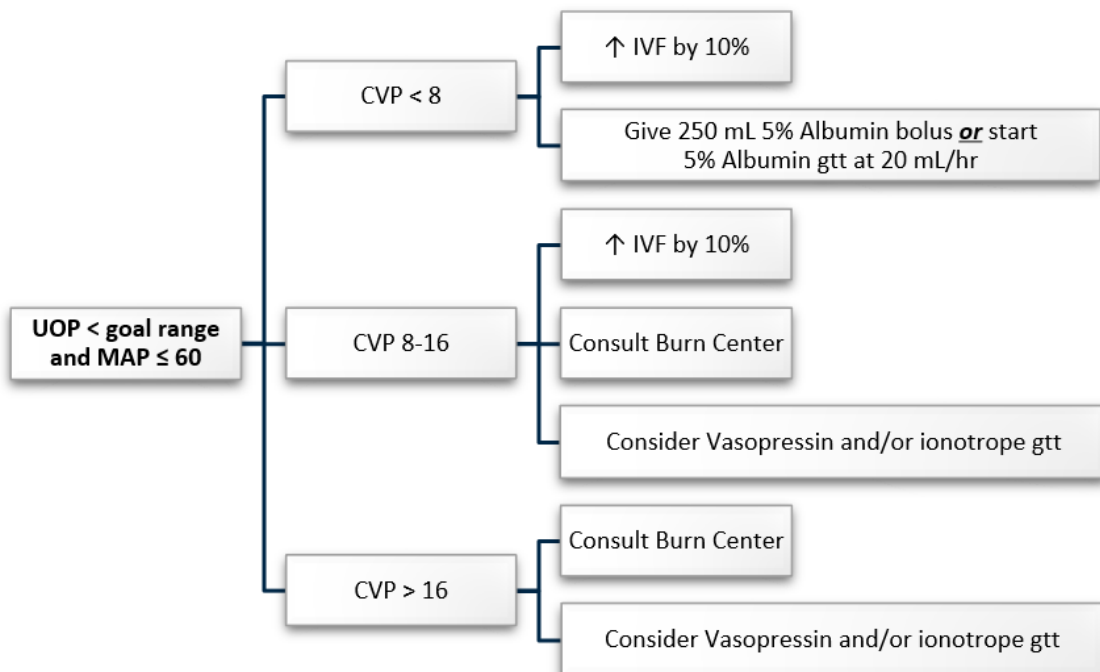 UOP < goal range
and MAP ≤ 60
CVP < 8
↑ IVF by 10%
Give 250 mL 5% Albumin bolus or start
5% Albumin gtt at 20 mL/hr
CVP 8-16
↑ IVF by 10%
Consult Burn Center
Consider Vasopressin and/or ionotrope gtt
CVP > 16
Consult Burn Center
Consider Vasopressin and/or ionotrope gtt